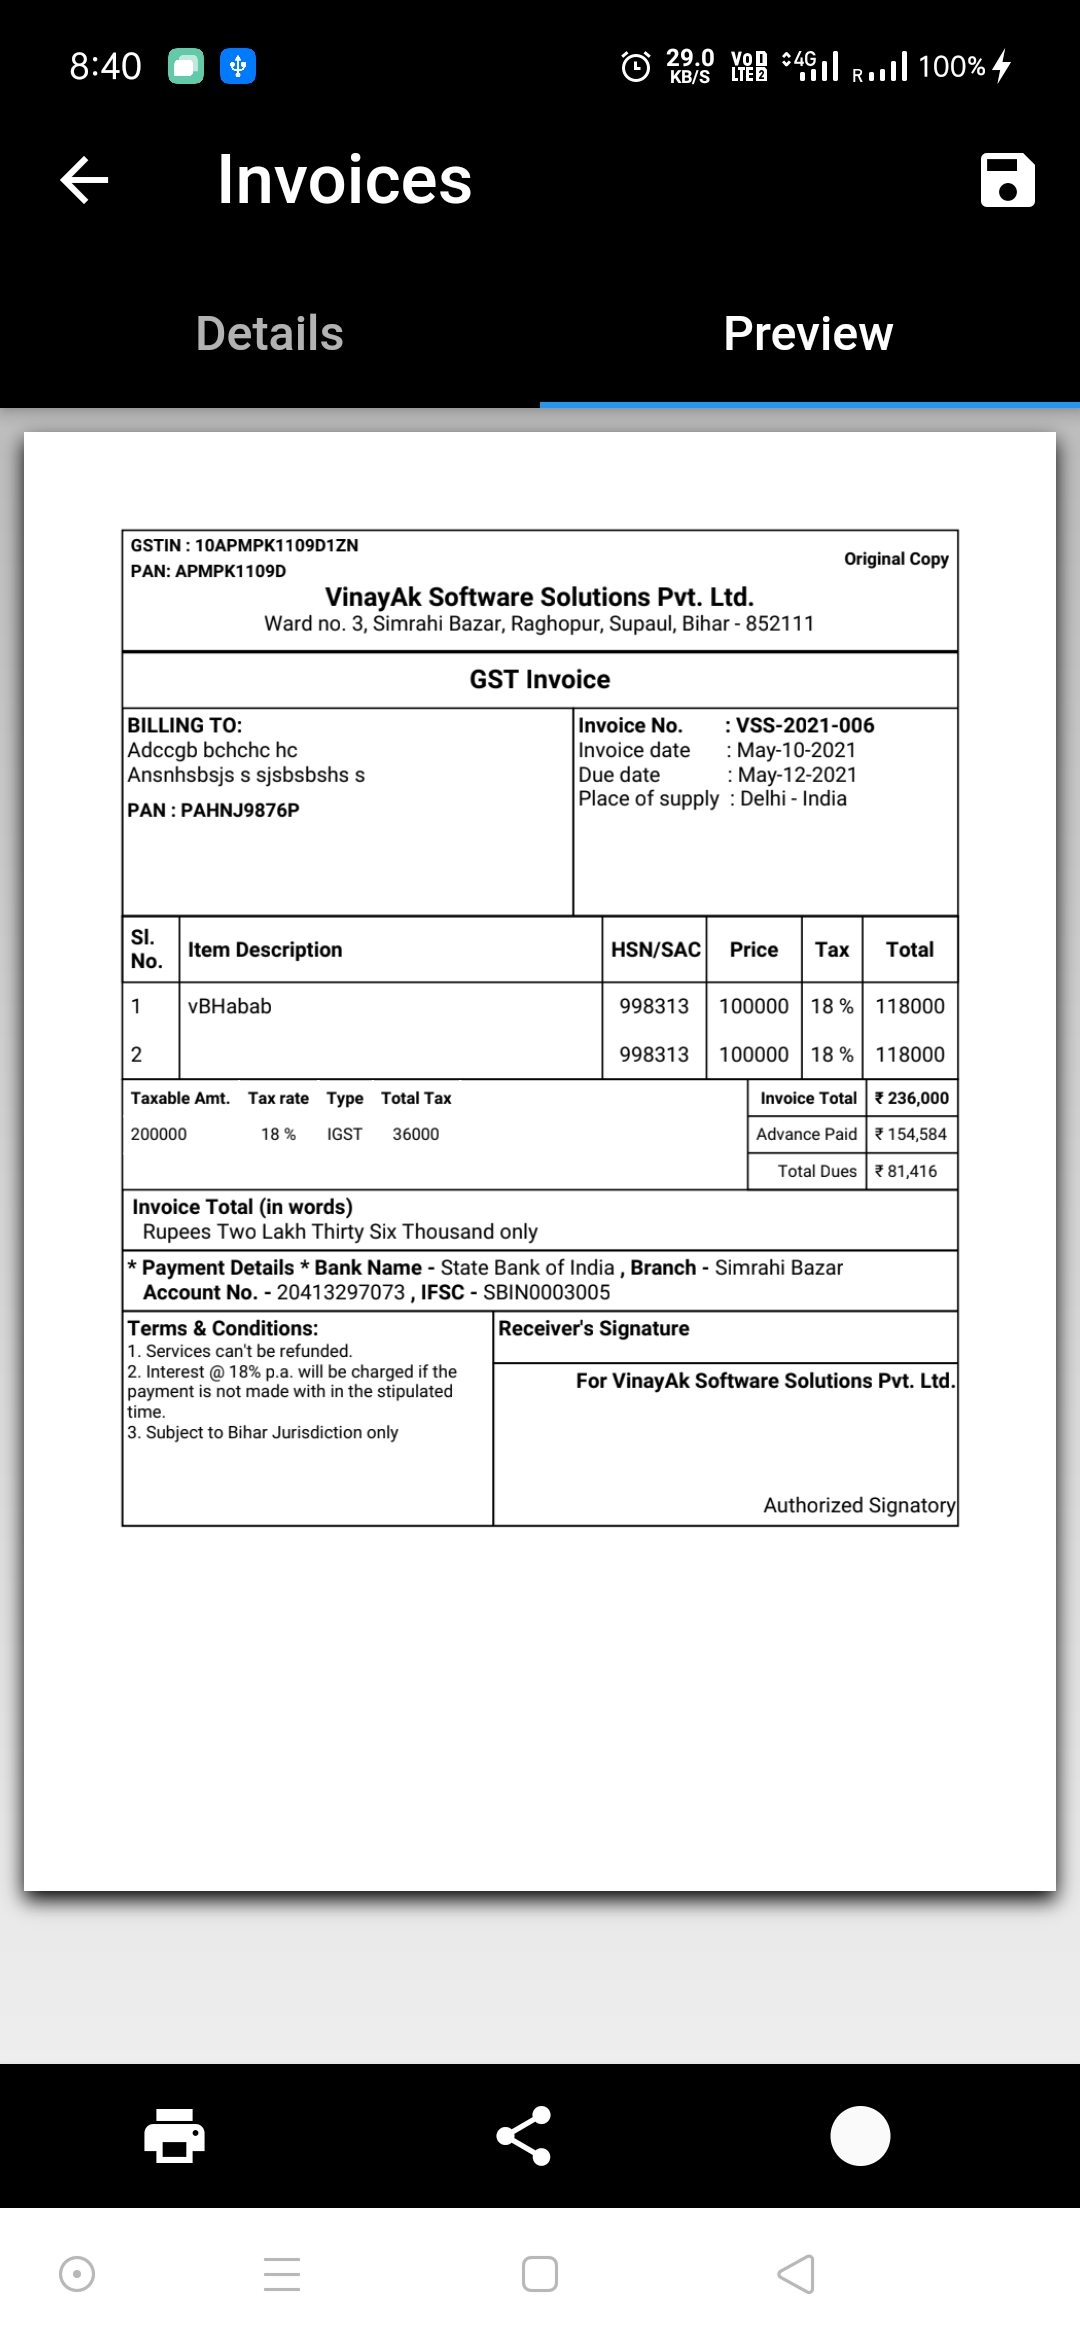 8:40 29.0 KB/S VoD LTE 2 4G R 100%
Invoices
Details Preview
GSTIN : 10APMPK1109D1ZN
PAN: APMPK1109D
Original Copy
VinayAk Software Solutions Pvt. Ltd.
Ward no. 3, Simrahi Bazar, Raghopur, Supaul, Bihar - 852111
GST Invoice
BILLING TO:
Adccgb bchchc hc
Ansnhsbsjs s sjsbsbshs s
PAN : PAHNJ9876P
Invoice No. : VSS-2021-006
Invoice date : May-10-2021
Due date : May-12-2021
Place of supply : Delhi - India
Sl. No. Item Description HSN/SAC Price Tax Total
1 vBHabab 998313 100000 18 % 118000
2 998313 100000 18 % 118000
Taxable Amt. Tax rate Type Total Tax
200000 18 % IGST 36000
Invoice Total ₹ 236,000
Advance Paid ₹ 154,584
Total Dues ₹ 81,416
Invoice Total (in words)
Rupees Two Lakh Thirty Six Thousand only
* Payment Details * Bank Name - State Bank of India , Branch - Simrahi Bazar
Account No. - 20413297073 , IFSC - SBIN0003005
Terms & Conditions:
1. Services can't be refunded.
2. Interest @ 18% p.a. will be charged if the
payment is not made with in the stipulated
time.
3. Subject to Bihar Jurisdiction only
Receiver's Signature
For VinayAk Software Solutions Pvt. Ltd.
Authorized Signatory